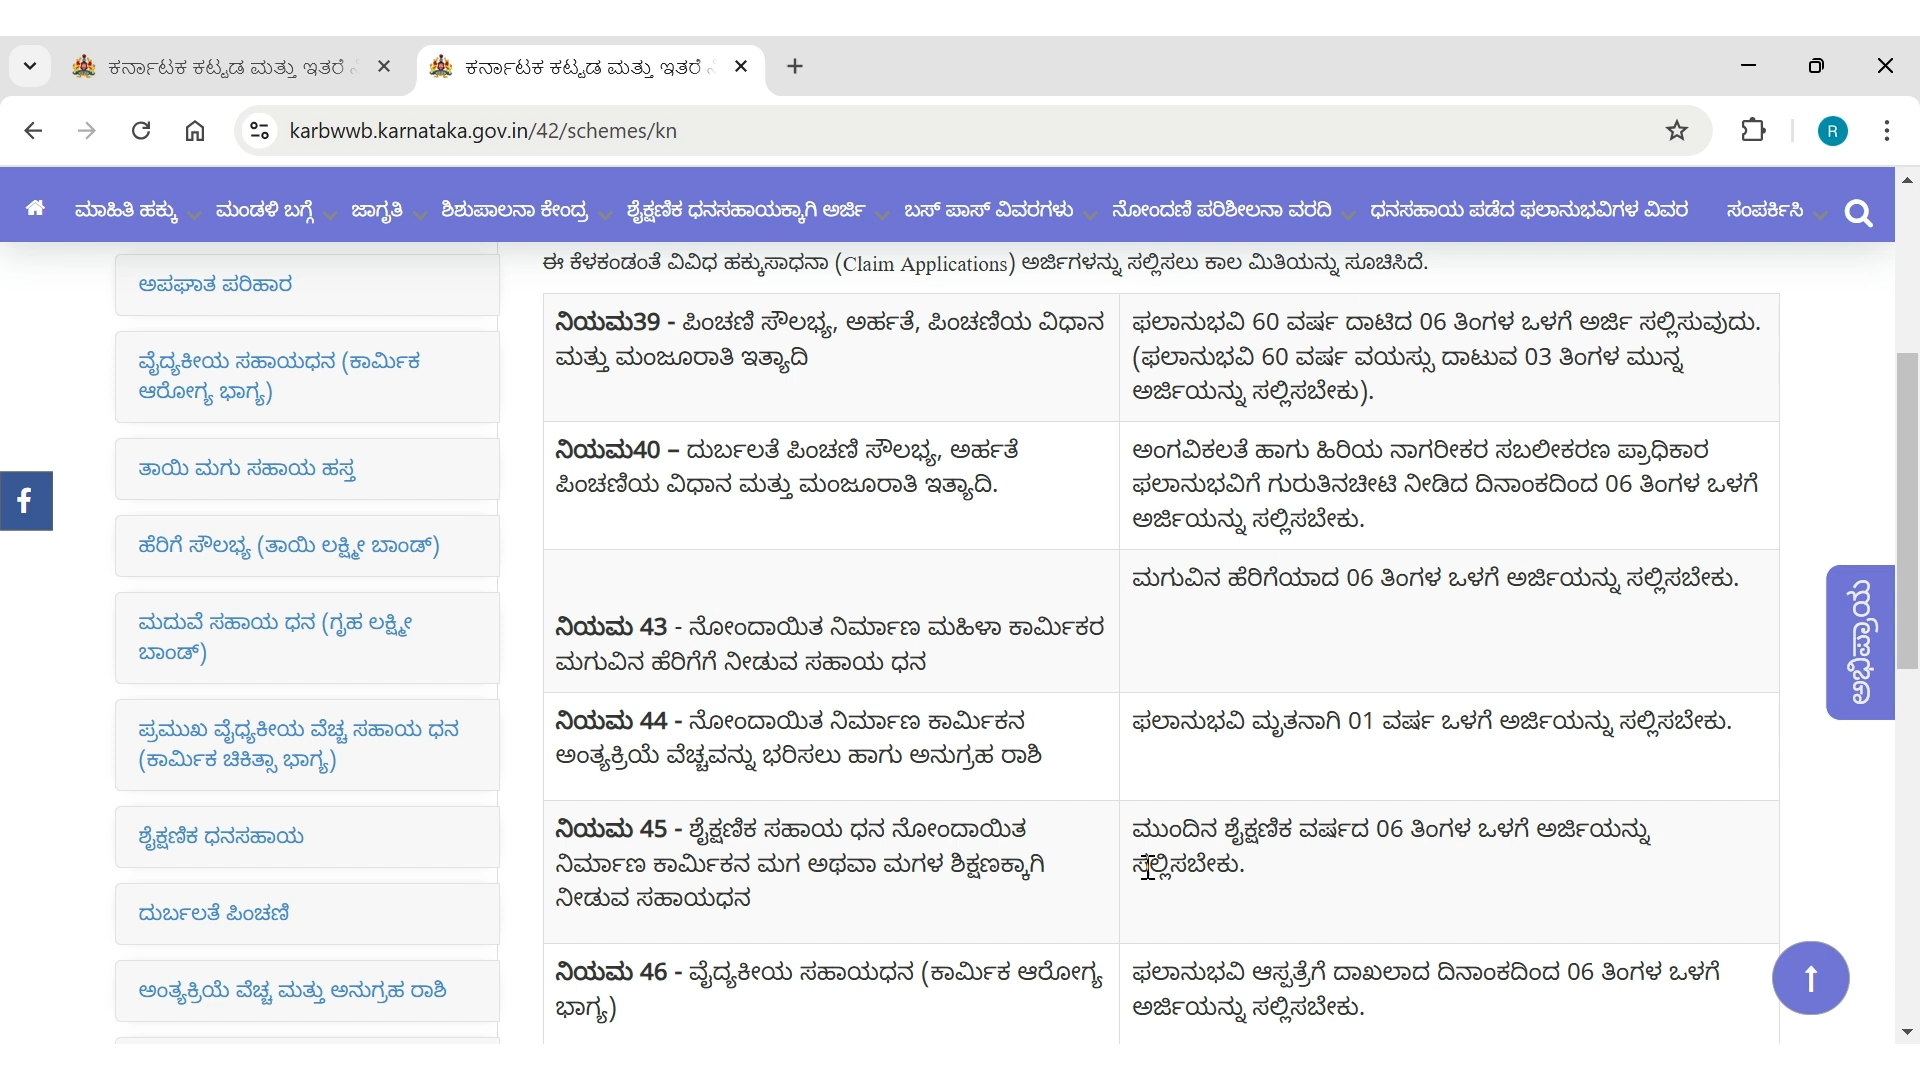 ಕರ್ನಾಟಕ ಕಟ್ಟಡ ಮತ್ತು ಇತರೆ
ಕರ್ನಾಟಕ ಕಟ್ಟಡ ಮತ್ತು ಇತರೆ
karbwwb.karnataka.gov.in/42/schemes/kn
R
ಮಾಹಿತಿ ಹಕ್ಕು ಮಂಡಳಿ ಬಗ್ಗೆ ಜಾಗೃತಿ ಶಿಶುಪಾಲನಾ ಕೇಂದ್ರ ಶೈಕ್ಷಣಿಕ ಧನಸಹಾಯಕ್ಕಾಗಿ ಅರ್ಜಿ ಬಸ್ ಪಾಸ್ ವಿವರಗಳು ನೋಂದಣಿ ಪರಿಶೀಲನಾ ವರದಿ ಧನಸಹಾಯ ಪಡೆದ ಫಲಾನುಭವಿಗಳ ವಿವರ ಸಂಪರ್ಕಿಸಿ
ಅಪಘಾತ ಪರಿಹಾರ
ವೈದ್ಯಕೀಯ ಸಹಾಯಧನ (ಕಾರ್ಮಿಕ
ಆರೋಗ್ಯ ಭಾಗ್ಯ)
ತಾಯಿ ಮಗು ಸಹಾಯ ಹಸ್ತ
ಹೆರಿಗೆ ಸೌಲಭ್ಯ (ತಾಯಿ ಲಕ್ಷ್ಮೀ ಬಾಂಡ್)
ಮದುವೆ ಸಹಾಯ ಧನ (ಗೃಹ ಲಕ್ಷ್ಮೀ
ಬಾಂಡ್)
ಪ್ರಮುಖ ವೈಧ್ಯಕೀಯ ವೆಚ್ಚ ಸಹಾಯ ಧನ
(ಕಾರ್ಮಿಕ ಚಿಕಿತ್ಸಾ ಭಾಗ್ಯ)
ಶೈಕ್ಷಣಿಕ ಧನಸಹಾಯ
ದುರ್ಬಲತೆ ಪಿಂಚಣಿ
ಅಂತ್ಯಕ್ರಿಯೆ ವೆಚ್ಚ ಮತ್ತು ಅನುಗ್ರಹ ರಾಶಿ
ಈ ಕೆಳಕಂಡಂತೆ ವಿವಿಧ ಹಕ್ಕುಸಾಧನಾ (Claim Applications) ಅರ್ಜಿಗಳನ್ನು ಸಲ್ಲಿಸಲು ಕಾಲ ಮಿತಿಯನ್ನು ಸೂಚಿಸಿದೆ.
ನಿಯಮ39 - ಪಿಂಚಣಿ ಸೌಲಭ್ಯ, ಅರ್ಹತೆ, ಪಿಂಚಣಿಯ ವಿಧಾನ
ಮತ್ತು ಮಂಜೂರಾತಿ ಇತ್ಯಾದಿ
ಫಲಾನುಭವಿ 60 ವರ್ಷ ದಾಟಿದ 06 ತಿಂಗಳ ಒಳಗೆ ಅರ್ಜಿ ಸಲ್ಲಿಸುವುದು.
(ಫಲಾನುಭವಿ 60 ವರ್ಷ ವಯಸ್ಸು ದಾಟುವ 03 ತಿಂಗಳ ಮುನ್ನ
ಅರ್ಜಿಯನ್ನು ಸಲ್ಲಿಸಬೇಕು).
ನಿಯಮ40 – ದುರ್ಬಲತೆ ಪಿಂಚಣಿ ಸೌಲಭ್ಯ, ಅರ್ಹತೆ
ಪಿಂಚಣಿಯ ವಿಧಾನ ಮತ್ತು ಮಂಜೂರಾತಿ ಇತ್ಯಾದಿ.
ಅಂಗವಿಕಲತೆ ಹಾಗು ಹಿರಿಯ ನಾಗರೀಕರ ಸಬಲೀಕರಣ ಪ್ರಾಧಿಕಾರ
ಫಲಾನುಭವಿಗೆ ಗುರುತಿನಚೀಟಿ ನೀಡಿದ ದಿನಾಂಕದಿಂದ 06 ತಿಂಗಳ ಒಳಗೆ
ಅರ್ಜಿಯನ್ನು ಸಲ್ಲಿಸಬೇಕು.
ನಿಯಮ 43 - ನೋಂದಾಯಿತ ನಿರ್ಮಾಣ ಮಹಿಳಾ ಕಾರ್ಮಿಕರ
ಮಗುವಿನ ಹೆರಿಗೆಗೆ ನೀಡುವ ಸಹಾಯ ಧನ
ಮಗುವಿನ ಹೆರಿಗೆಯಾದ 06 ತಿಂಗಳ ಒಳಗೆ ಅರ್ಜಿಯನ್ನು ಸಲ್ಲಿಸಬೇಕು.
ನಿಯಮ 44 - ನೋಂದಾಯಿತ ನಿರ್ಮಾಣ ಕಾರ್ಮಿಕನ
ಅಂತ್ಯಕ್ರಿಯೆ ವೆಚ್ಚವನ್ನು ಭರಿಸಲು ಹಾಗು ಅನುಗ್ರಹ ರಾಶಿ
ಫಲಾನುಭವಿ ಮೃತನಾಗಿ 01 ವರ್ಷ ಒಳಗೆ ಅರ್ಜಿಯನ್ನು ಸಲ್ಲಿಸಬೇಕು.
ನಿಯಮ 45 - ಶೈಕ್ಷಣಿಕ ಸಹಾಯ ಧನ ನೋಂದಾಯಿತ
ನಿರ್ಮಾಣ ಕಾರ್ಮಿಕನ ಮಗ ಅಥವಾ ಮಗಳ ಶಿಕ್ಷಣಕ್ಕಾಗಿ
ನೀಡುವ ಸಹಾಯಧನ
ಮುಂದಿನ ಶೈಕ್ಷಣಿಕ ವರ್ಷದ 06 ತಿಂಗಳ ಒಳಗೆ ಅರ್ಜಿಯನ್ನು
ಸಲ್ಲಿಸಬೇಕು.
ನಿಯಮ 46 - ವೈದ್ಯಕೀಯ ಸಹಾಯಧನ (ಕಾರ್ಮಿಕ ಆರೋಗ್ಯ
ಭಾಗ್ಯ)
ಫಲಾನುಭವಿ ಆಸ್ಪತ್ರೆಗೆ ದಾಖಲಾದ ದಿನಾಂಕದಿಂದ 06 ತಿಂಗಳ ಒಳಗೆ
ಅರ್ಜಿಯನ್ನು ಸಲ್ಲಿಸಬೇಕು.
ಅಭಿಪ್ರಾಯ